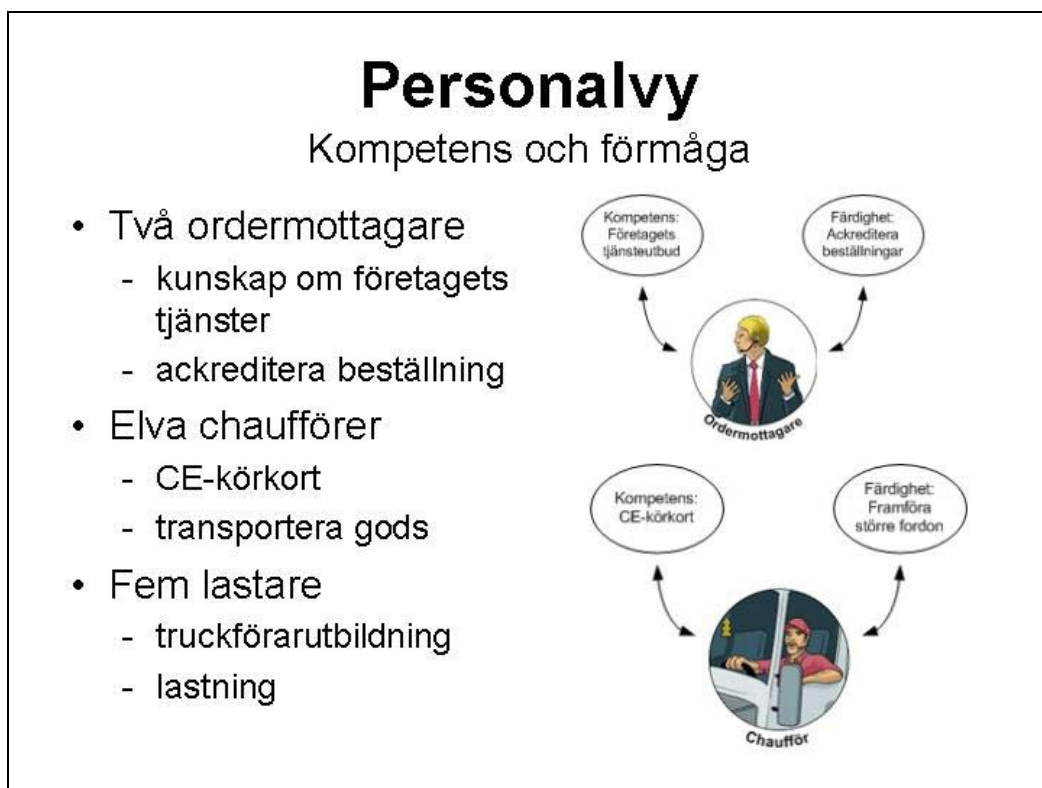 Personalvy
Kompetens och förmåga
• Två ordermottagare
- kunskap om företagets
tjänster
- ackreditera beställning
• Elva chaufförer
- CE-körkort
- transportera gods
• Fem lastare
- truckförarutbildning
- lastning
Kompetens:
Företagets
tjänsteutbud
Färdighet:
Ackreditera
beställningar
Ordermottagare
Kompetens:
CE-körkort
Färdighet:
Framföra
större fordon
Chaufför